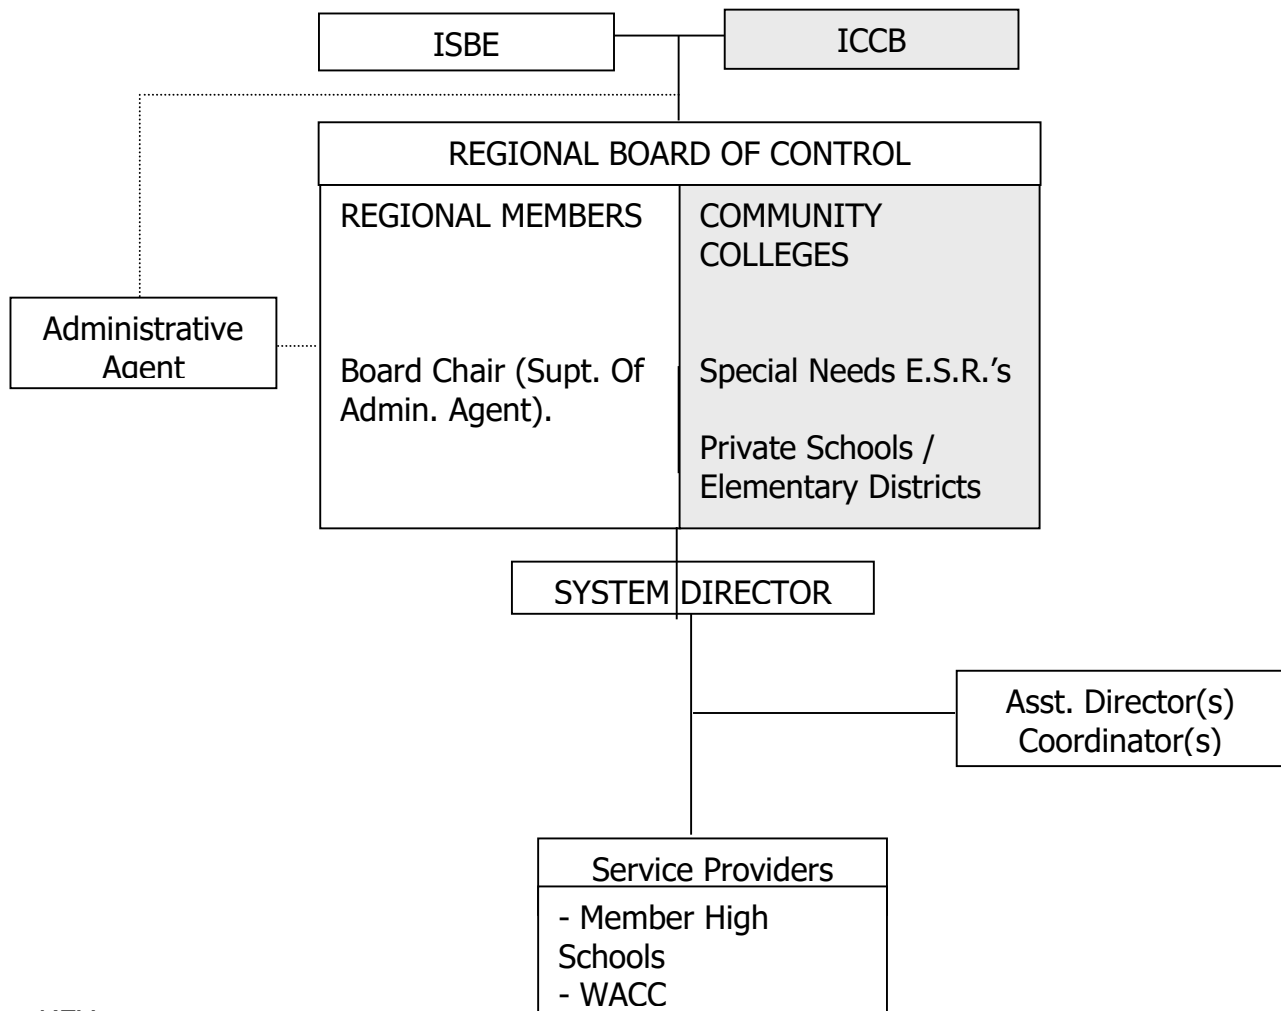 ISBE
ICCB
REGIONAL BOARD OF CONTROL
REGIONAL MEMBERS
COMMUNITY
COLLEGES
Administrative
Agent
Board Chair (Supt. Of
Admin. Agent).
Special Needs E.S.R.’s
Private Schools /
Elementary Districts
SYSTEM DIRECTOR
Asst. Director(s)
Coordinator(s)
Service Providers
- Member High
Schools
- WACC